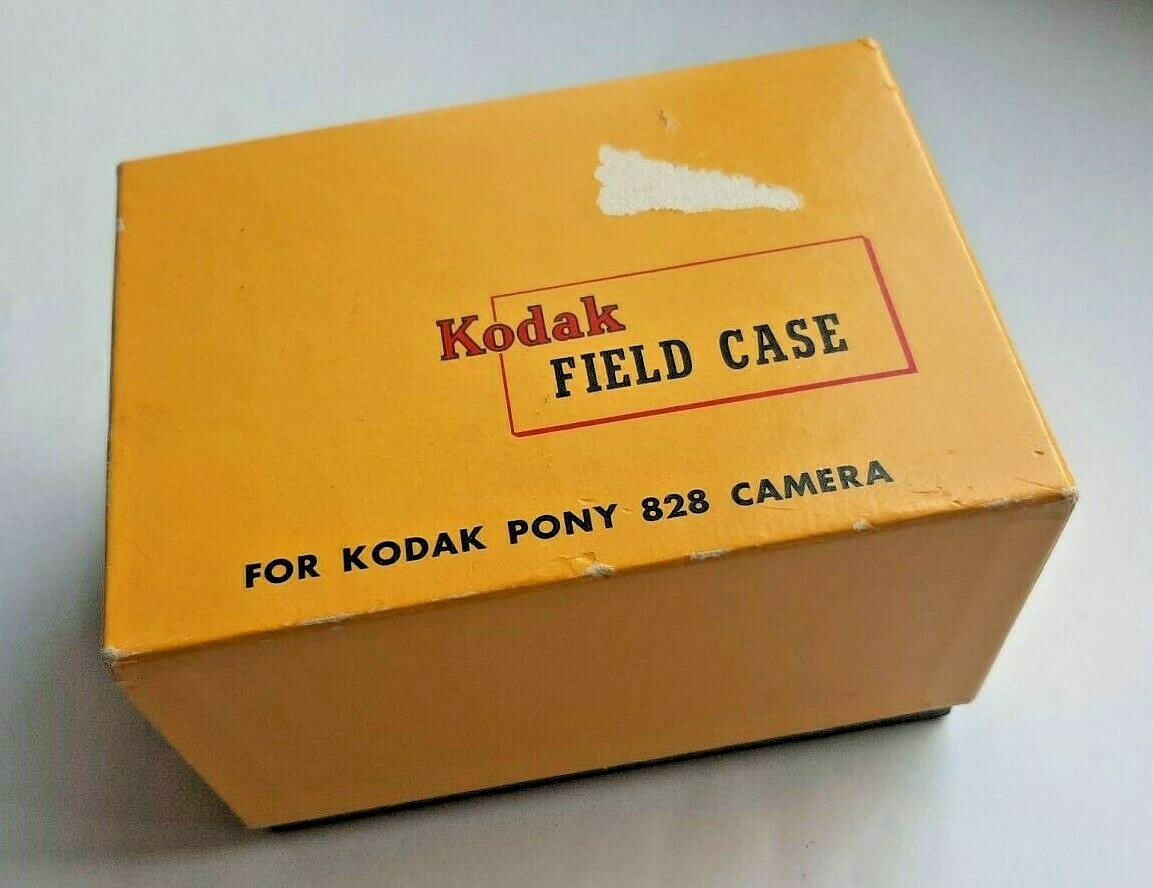 Kodak
FIELD CASE
FOR KODAK PONY 828 CAMERA